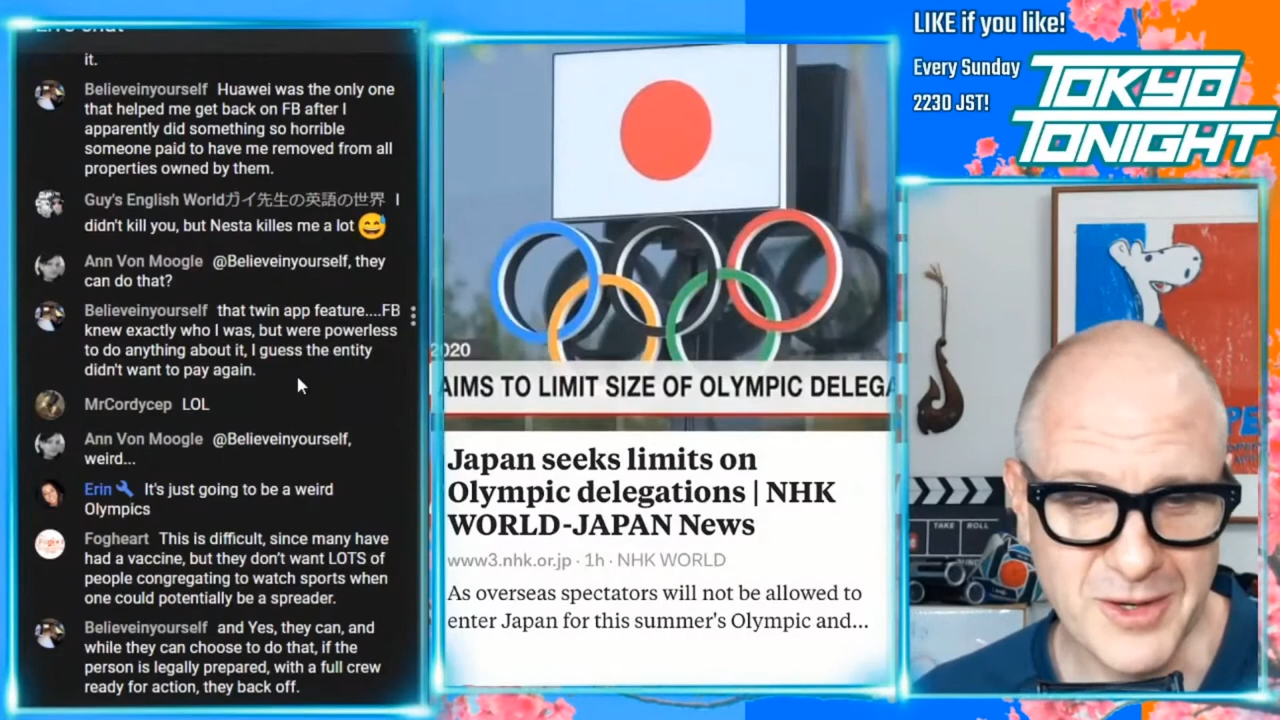 it.
Believeinyourself Huawei was the only one
that helped me get back on FB after I
apparently did something so horrible
someone paid to have me removed from all
properties owned by them.
Guy's English Worldガイ先生の英語の世界 I
didn't kill you, but Nesta killes me a lot 😅
Ann Von Moogle @Believeinyourself, they
can do that?
Believeinyourself that twin app feature....FB
knew exactly who I was, but were powerless
to do anything about it, I guess the entity
didn't want to pay again.
MrCordycep LOL
Ann Von Moogle @Believeinyourself,
weird...
Erin It's just going to be a weird
Olympics
Fogheart This is difficult, since many have
had a vaccine, but they don't want LOTS of
people congregating to watch sports when
one could potentially be a spreader.
Believeinyourself and Yes, they can, and
while they can choose to do that, if the
person is legally prepared, with a full crew
ready for action, they back off.
2020
AIMS TO LIMIT SIZE OF OLYMPIC DELEGA
Japan seeks limits on
Olympic delegations | NHK
WORLD-JAPAN News
www3.nhk.or.jp · 1h · NHK WORLD
As overseas spectators will not be allowed to
enter Japan for this summer's Olympic and...
LIKE if you like!
Every Sunday
2230 JST!
TOKYO
TONIGHT
TAKE ROLL